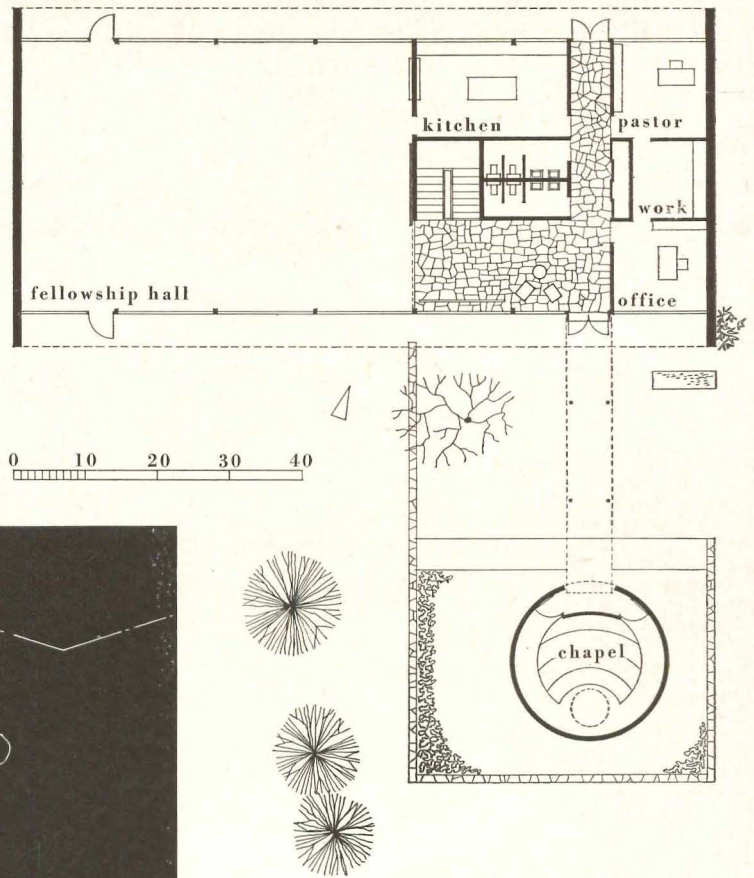 kitchen
pastor
work
fellowship hall
office
0 10 20 30 40
chapel